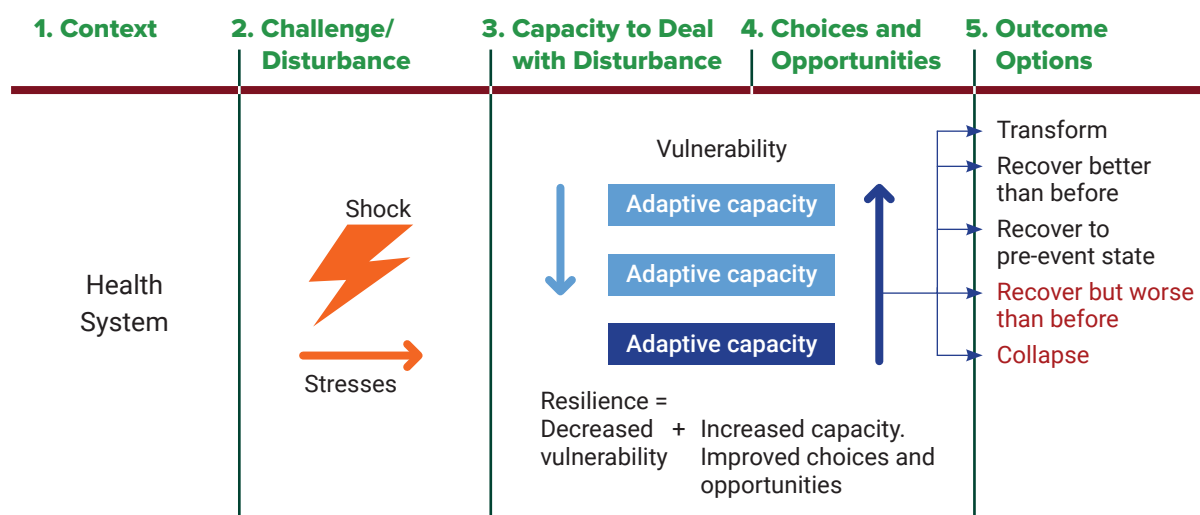 1. Context
2. Challenge/
Disturbance
3. Capacity to Deal
with Disturbance
4. Choices and
Opportunities
5. Outcome
Options
Health
System
Shock
Stresses
Vulnerability
Adaptive capacity
Adaptive capacity
Adaptive capacity
Resilience =
Decreased + Increased capacity.
vulnerability Improved choices and
opportunities
Transform
Recover better
than before
Recover to
pre-event state
Recover but worse
than before
Collapse